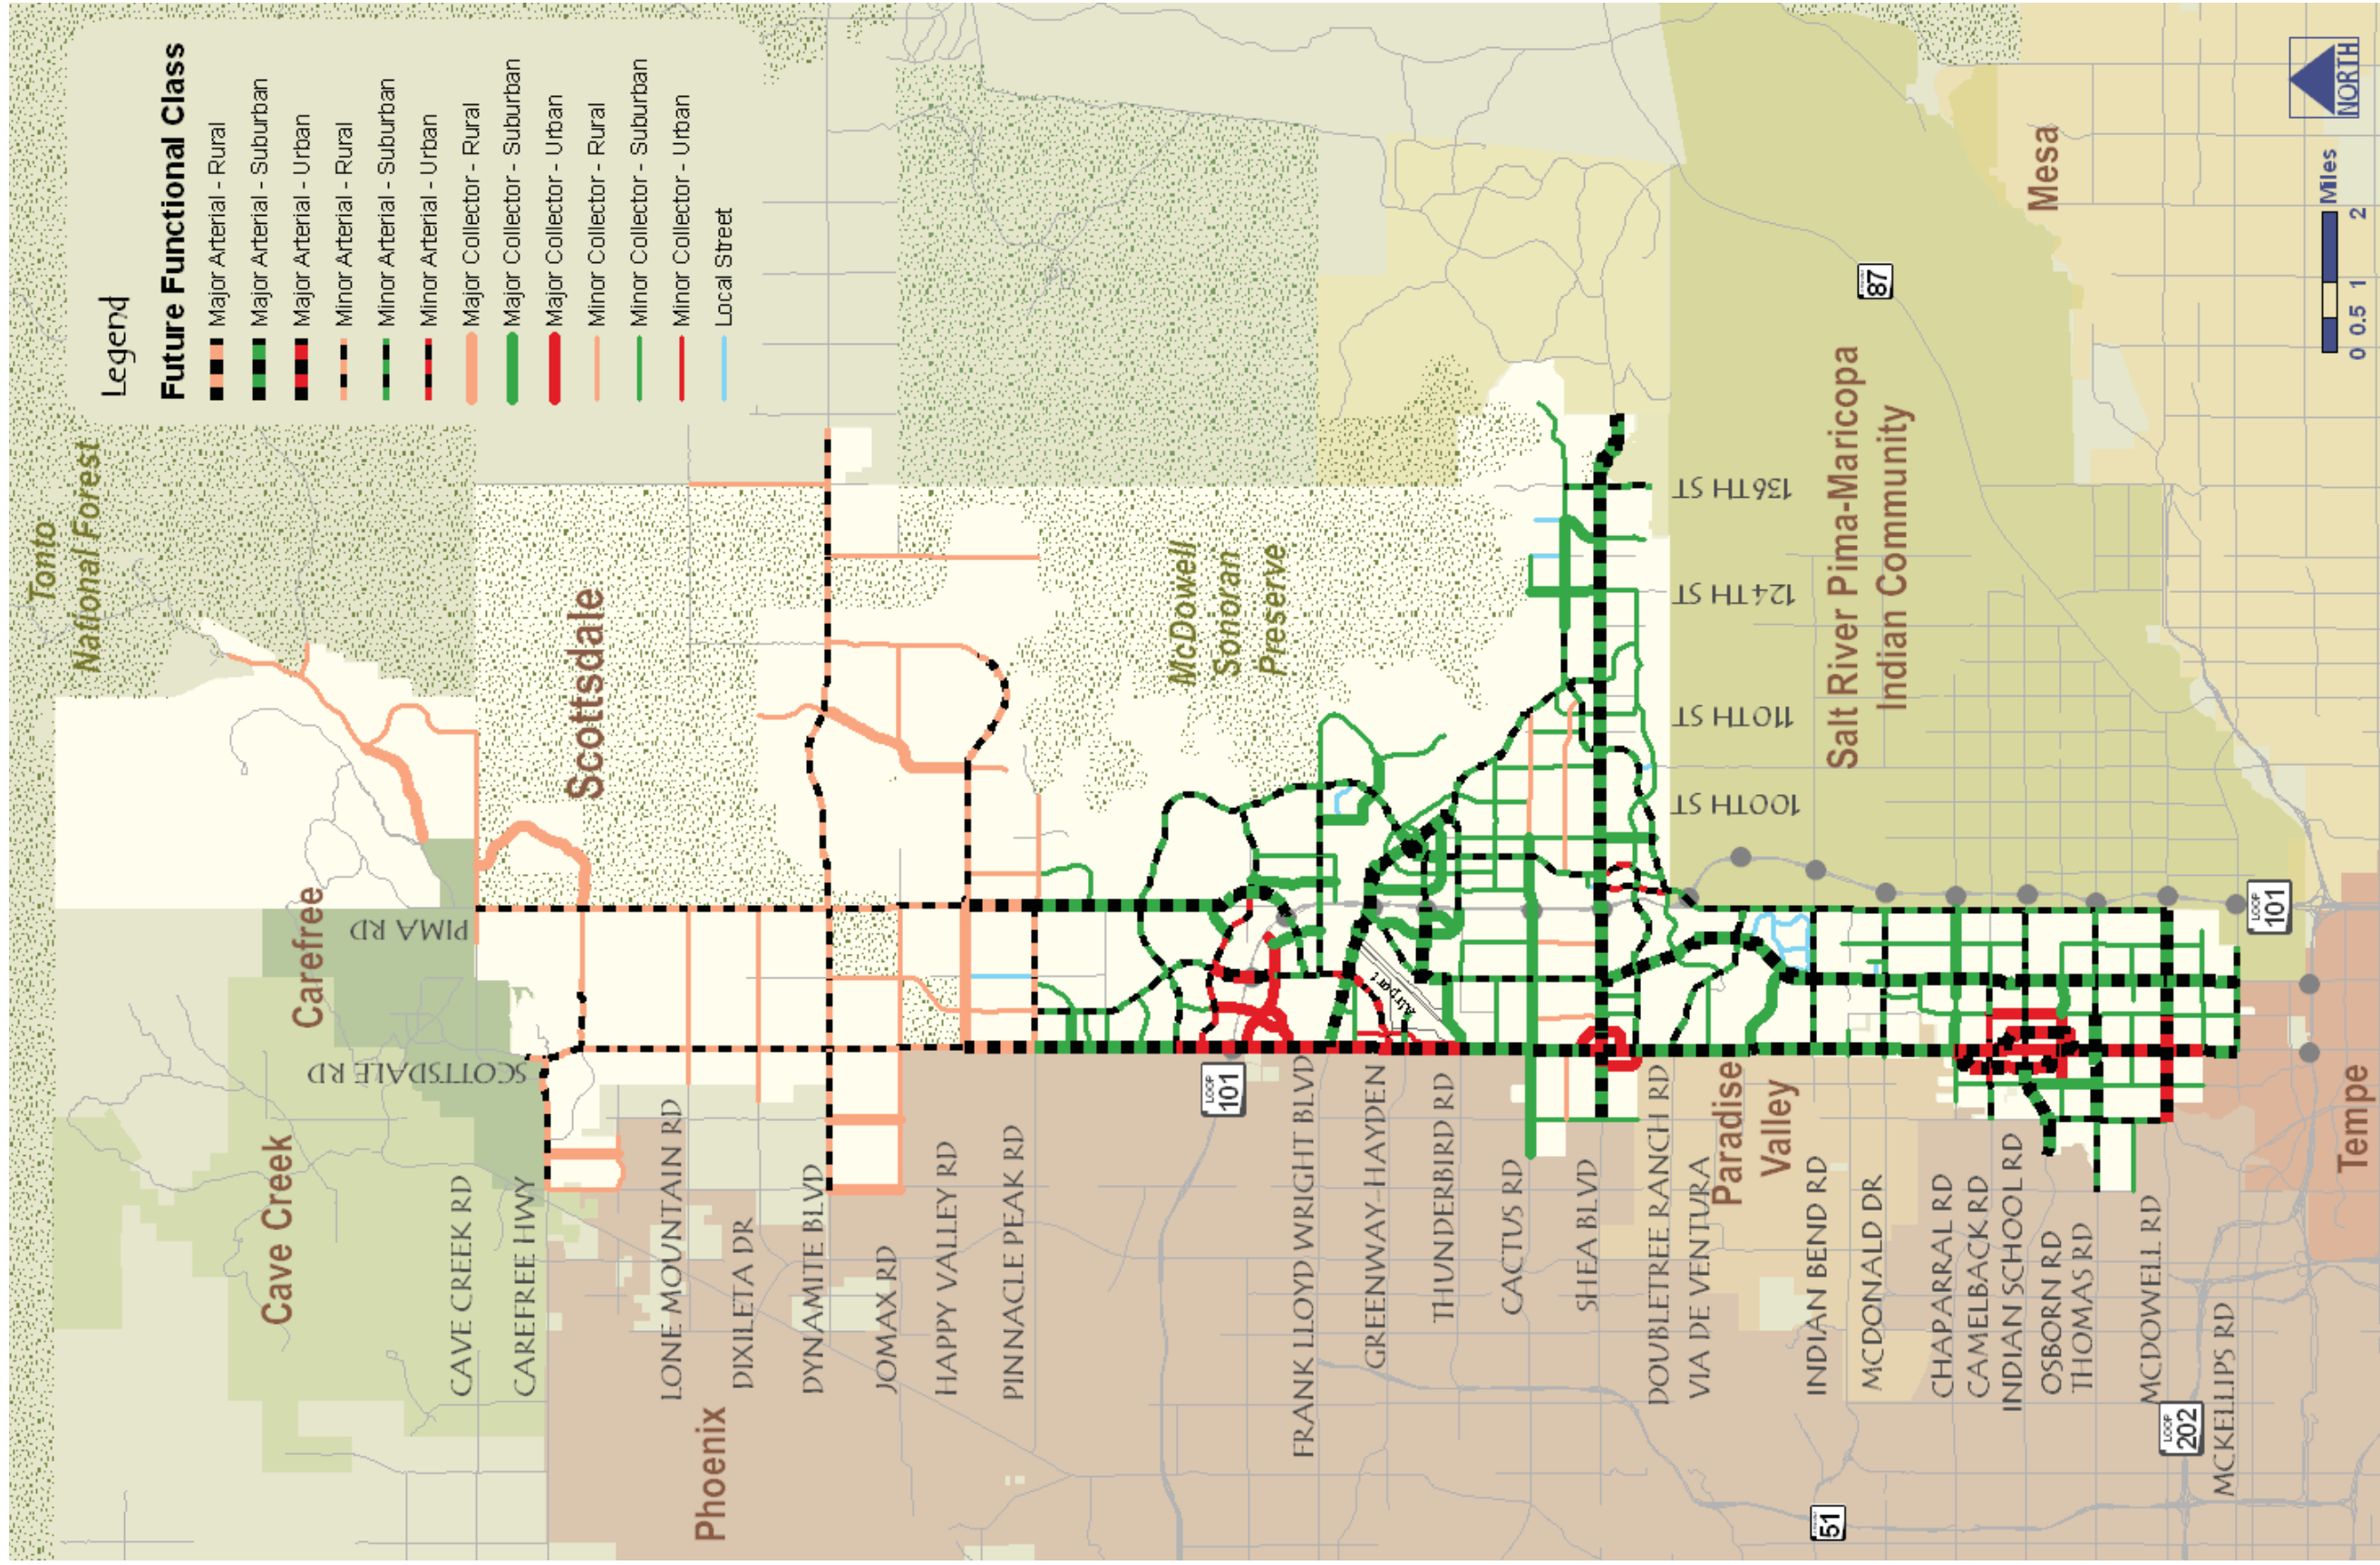 Legend
Future Functional Class
Major Arterial - Rural
Major Arterial - Suburban
Major Arterial - Urban
Minor Arterial - Rural
Minor Arterial - Suburban
Minor Arterial - Urban
Major Collector - Rural
Major Collector - Suburban
Major Collector - Urban
Minor Collector - Rural
Minor Collector - Suburban
Minor Collector - Urban
Local Street
Tonto
National Forest
Cave Creek
Carefree
Scottsdale
Phoenix
PIMA RD
SCOTTSDALE RD
CAVE CREEK RD
CAREFREE HWY
LONE MOUNTAIN RD
DIXILETA DR
DYNAMITE BLVD
JOMAX RD
HAPPY VALLEY RD
PINNACLE PEAK RD
McDowell
Sonoran
Preserve
LOOP
101
FRANK LLOYD WRIGHT BLVD
GREENWAY-HAYDEN
Airport
THUNDERBIRD RD
CACTUS RD
SHEA BLVD
DOUBLETREE RANCH RD
VIA DE VENTURA
100TH ST
110TH ST
124TH ST
136TH ST
Paradise
Valley
INDIAN BEND RD
MCDONALD DR
CHAPARRAL RD
CAMELBACK RD
INDIAN SCHOOL RD
OSBORN RD
THOMAS RD
MCDOWELL RD
MCKELLIPS RD
51
LOOP
202
LOOP
101
87
Salt River Pima-Maricopa
Indian Community
Mesa
Tempe
0 0.5 1 2
Miles
NORTH